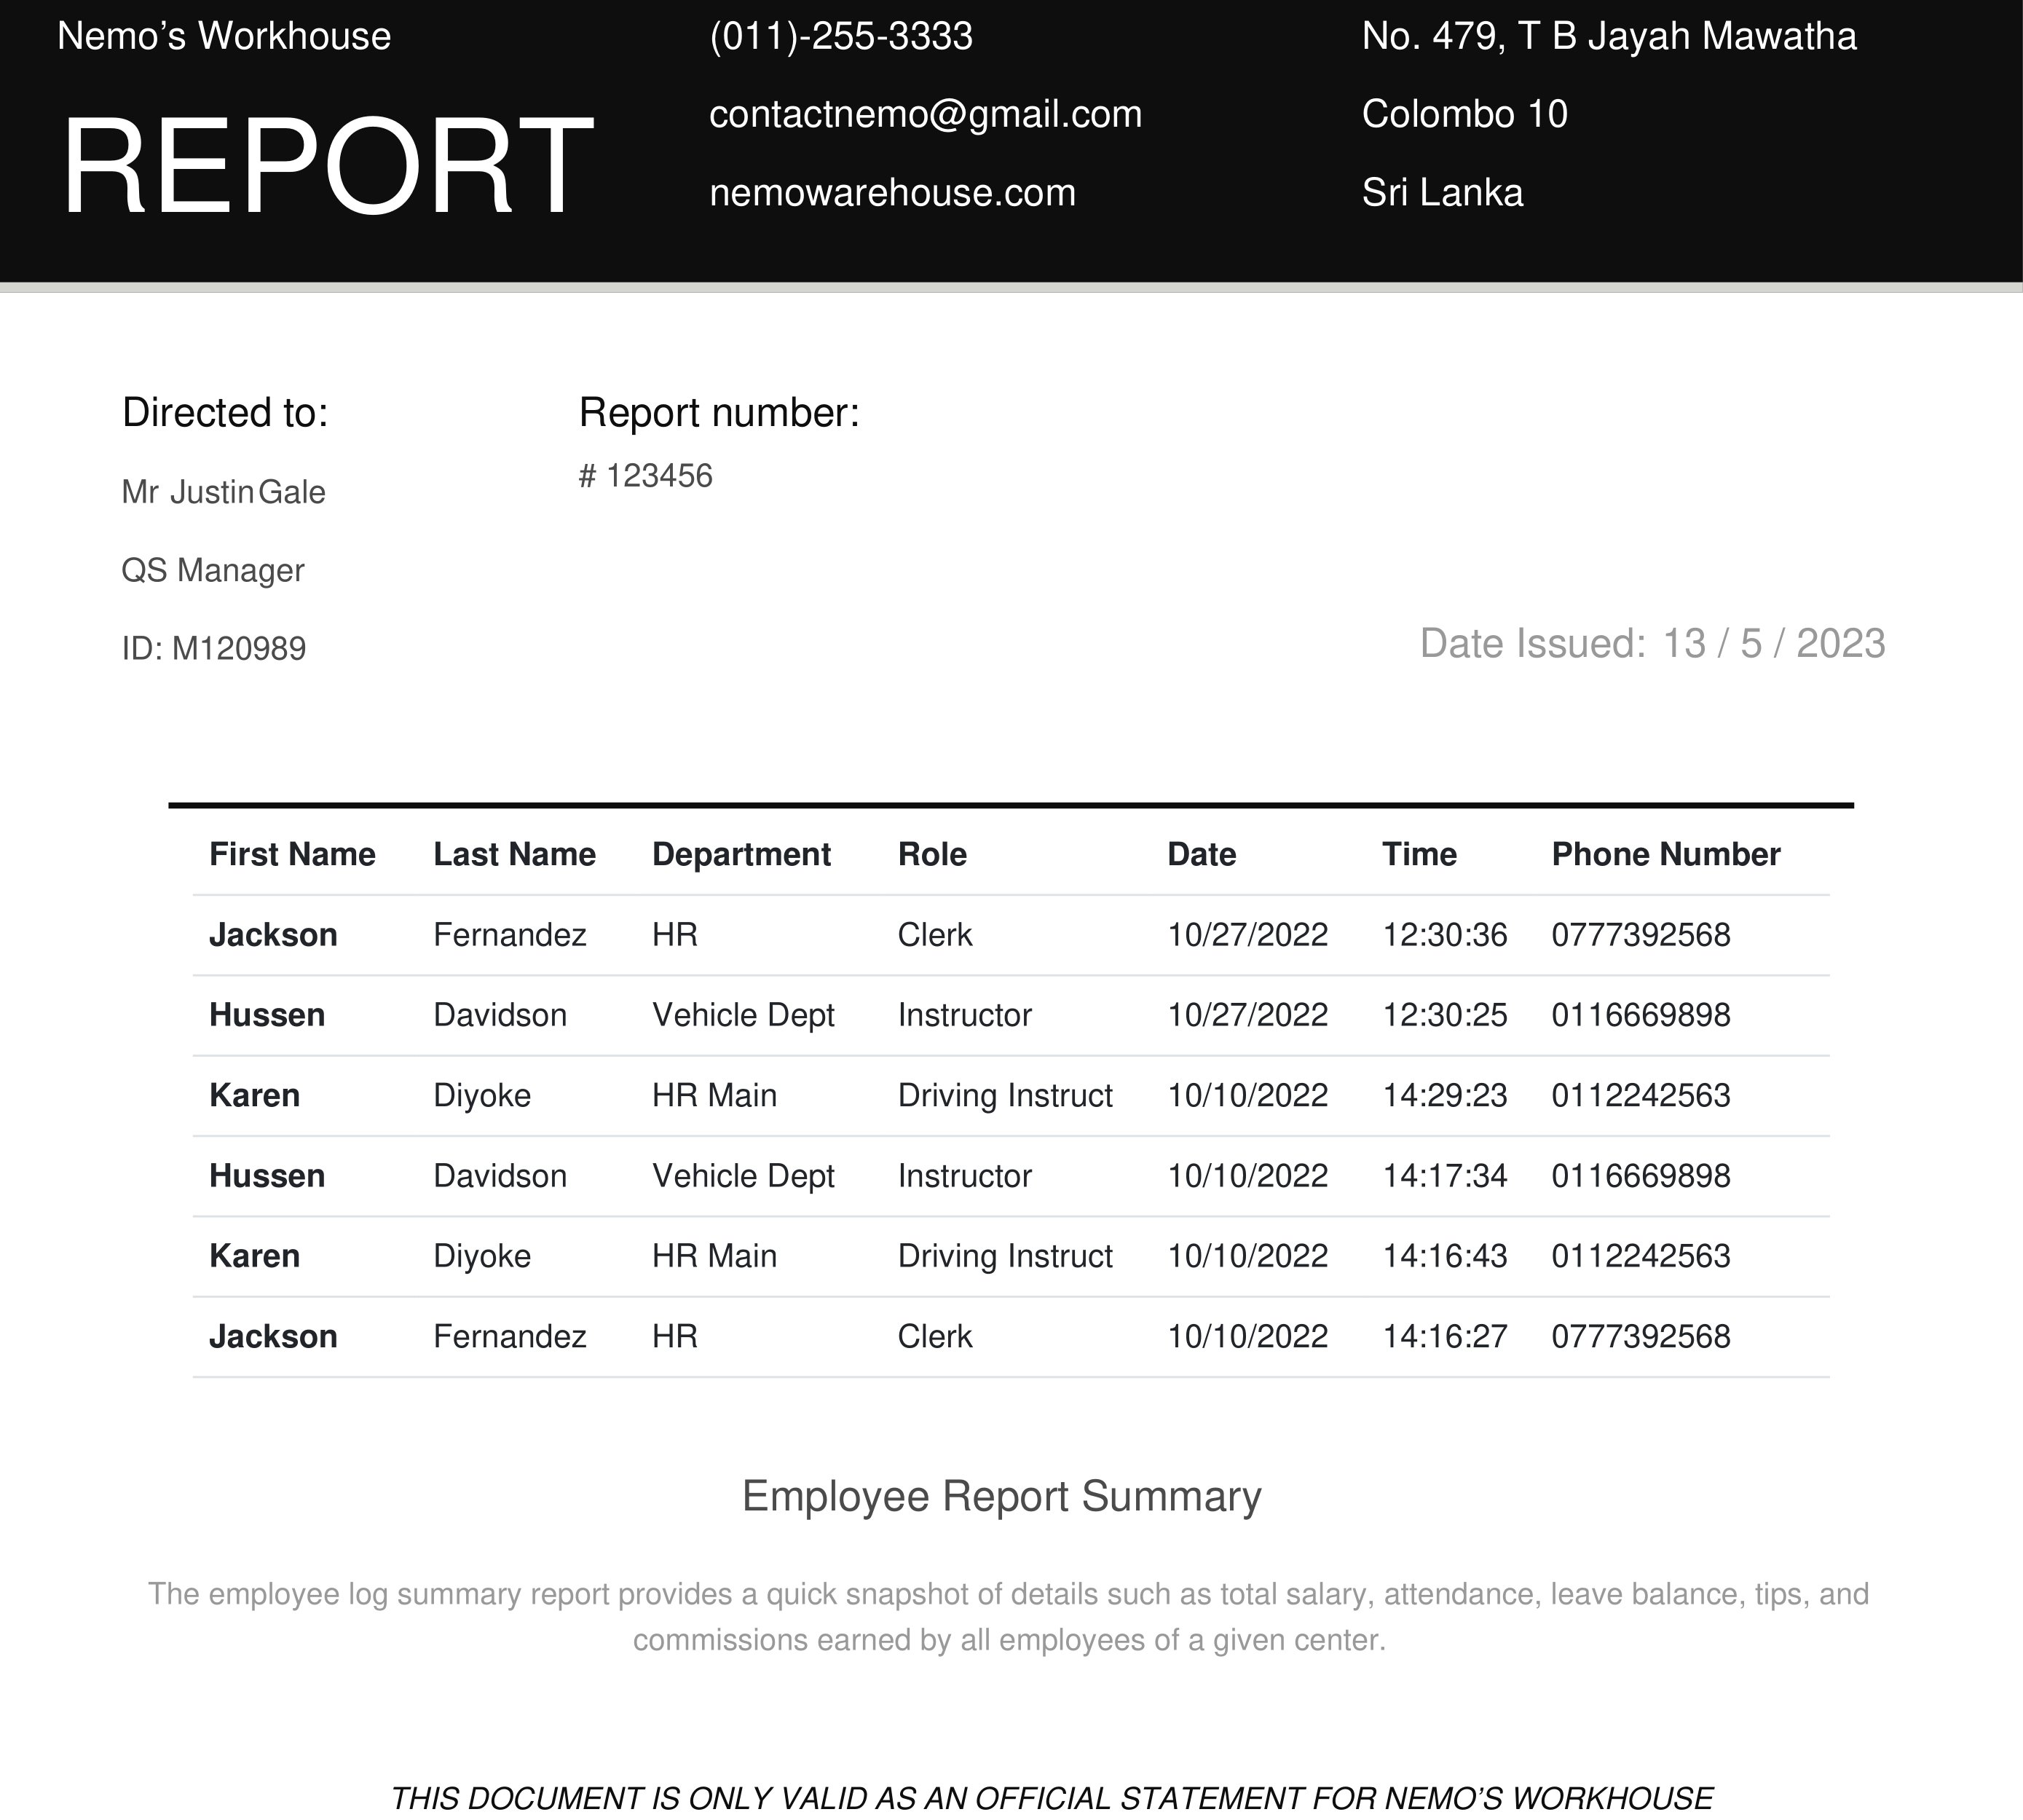 Nemo’s Workhouse
REPORT
(011)-255-3333
contactnemo@gmail.com
nemowarehouse.com
No. 479, T B Jayah Mawatha
Colombo 10
Sri Lanka
Directed to:
Mr Justin Gale
QS Manager
ID: M120989
Report number:
# 123456
Date Issued: 13 / 5 / 2023
First Name Last Name Department Role Date Time Phone Number
Jackson Fernandez HR Clerk 10/27/2022 12:30:36 0777392568
Hussen Davidson Vehicle Dept Instructor 10/27/2022 12:30:25 0116669898
Karen Diyoke HR Main Driving Instruct 10/10/2022 14:29:23 0112242563
Hussen Davidson Vehicle Dept Instructor 10/10/2022 14:17:34 0116669898
Karen Diyoke HR Main Driving Instruct 10/10/2022 14:16:43 0112242563
Jackson Fernandez HR Clerk 10/10/2022 14:16:27 0777392568
Employee Report Summary
The employee log summary report provides a quick snapshot of details such as total salary, attendance, leave balance, tips, and
commissions earned by all employees of a given center.
THIS DOCUMENT IS ONLY VALID AS AN OFFICIAL STATEMENT FOR NEMO’S WORKHOUSE